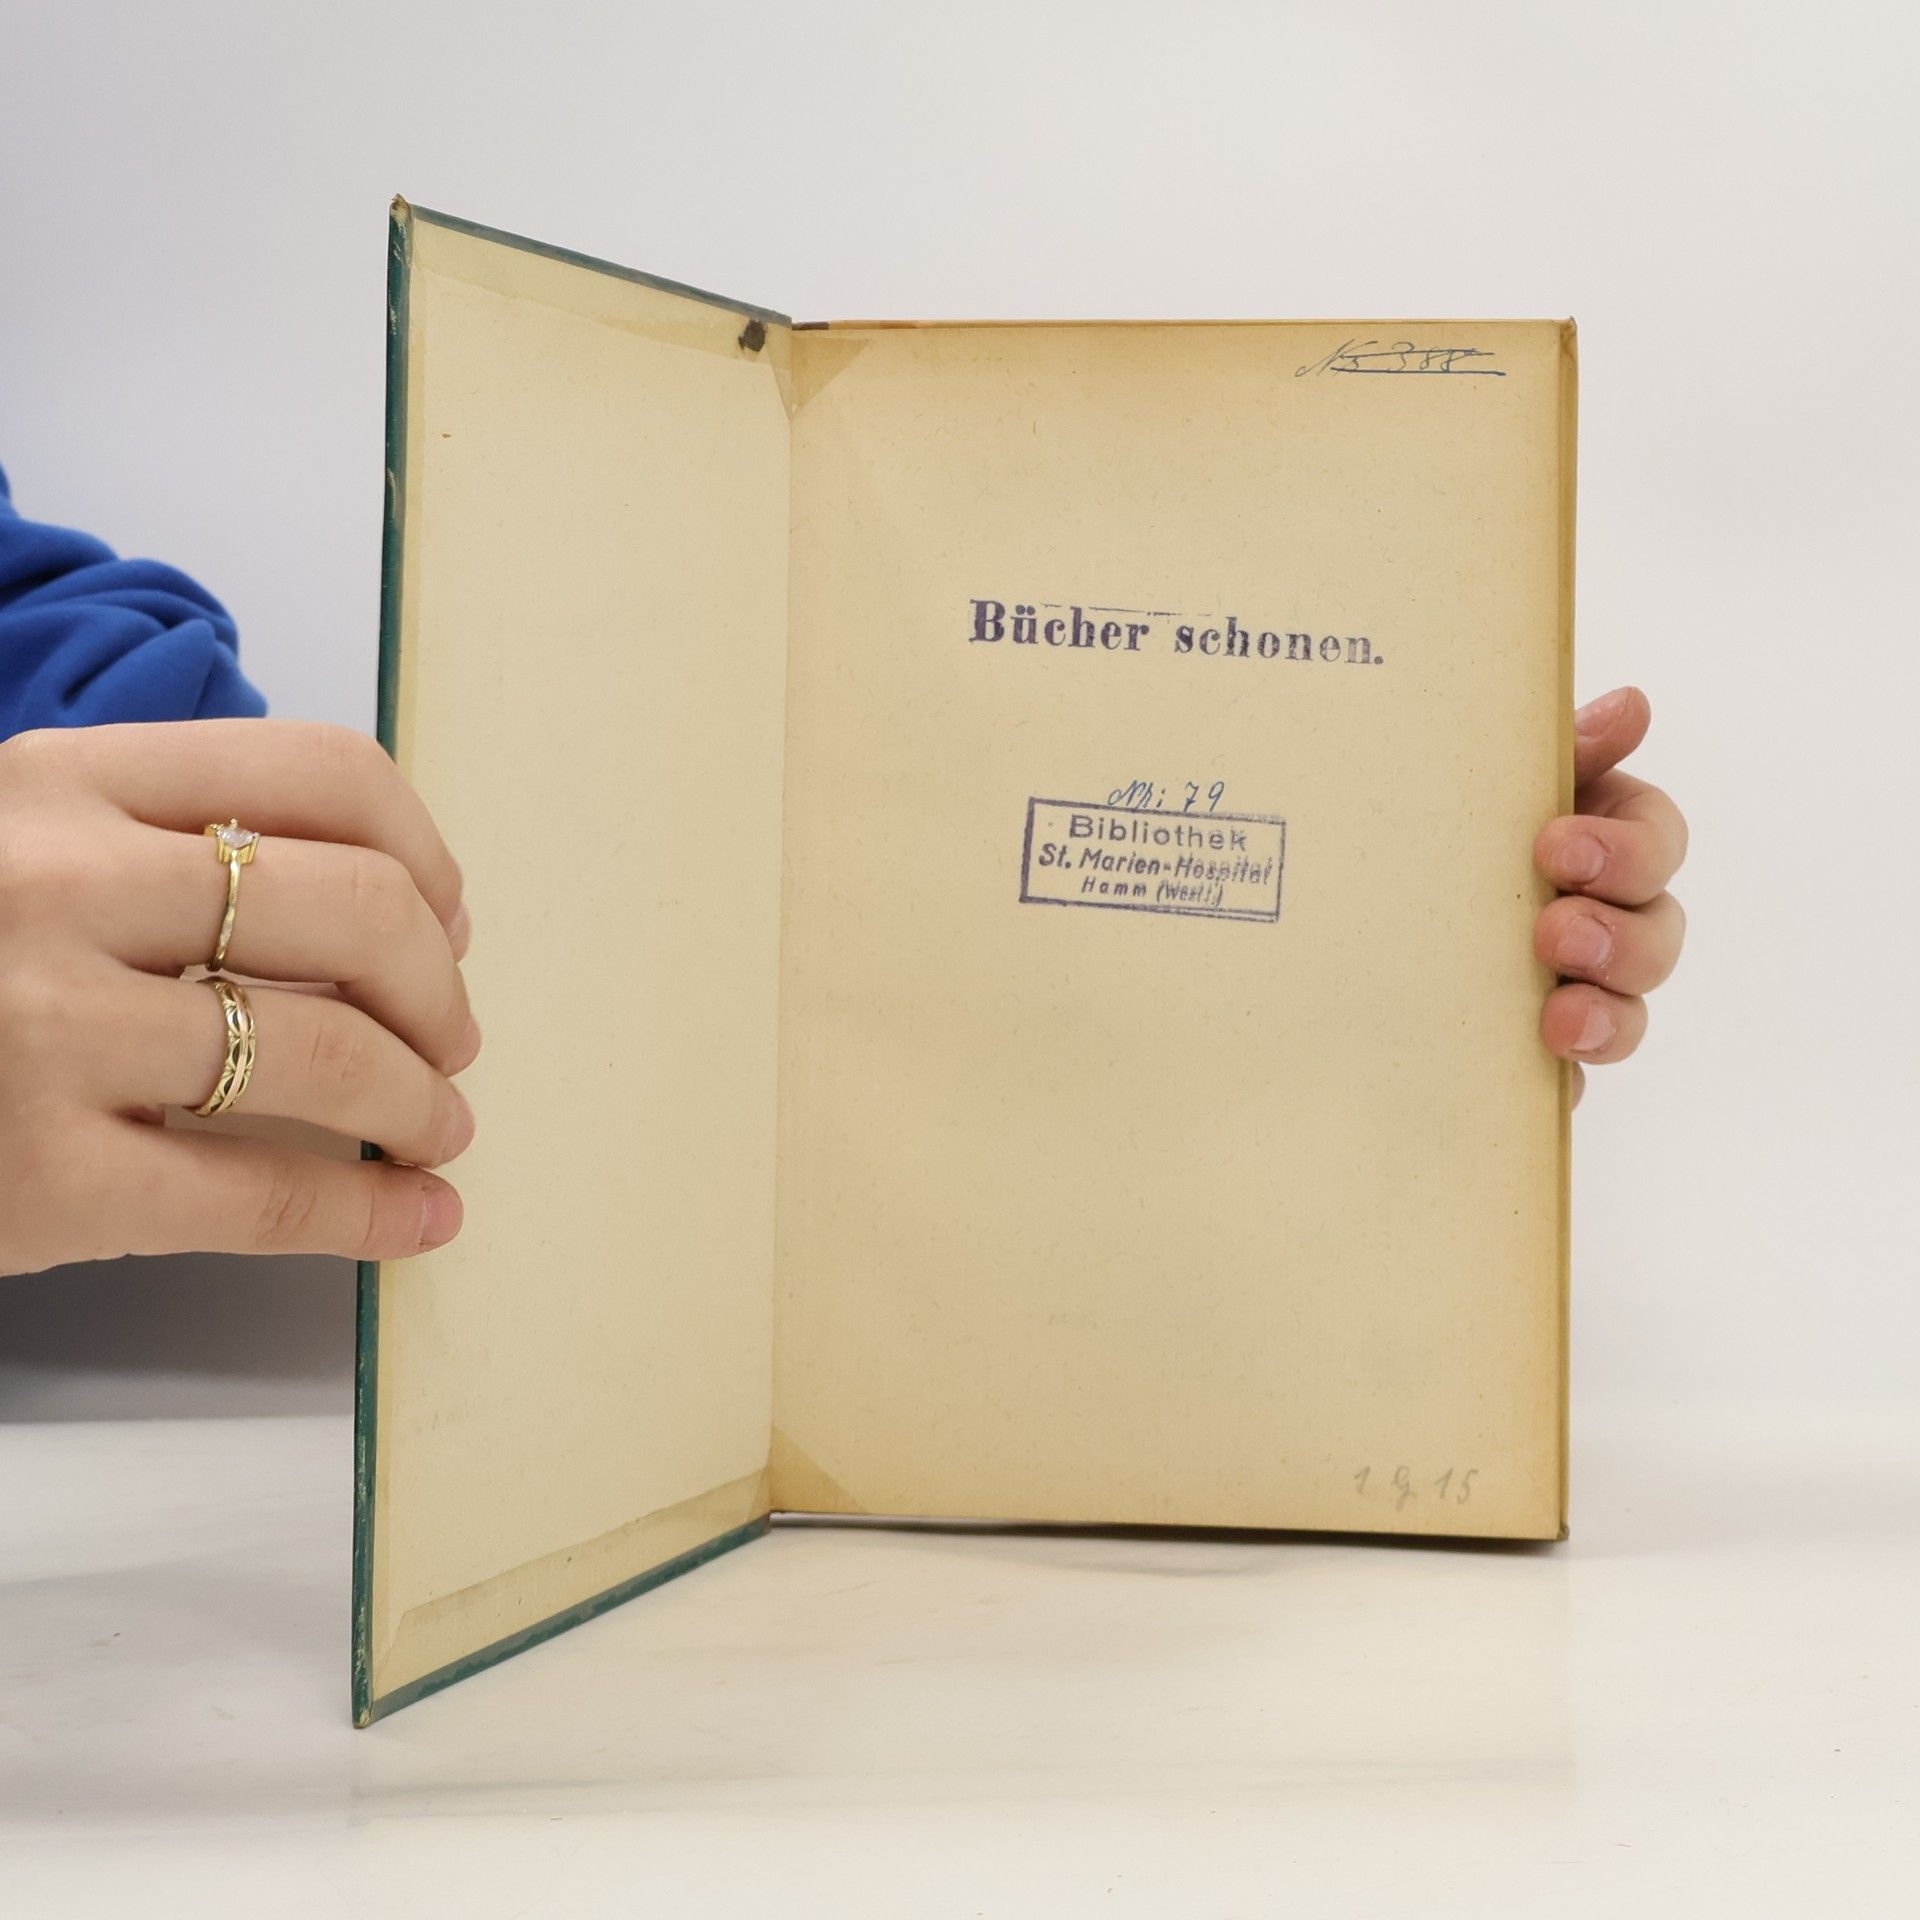 No 388
Bücher schonen.
Nr: 79
Bibliothek
St. Marien-Hospital
Hamm (Westf.)
1 G 15